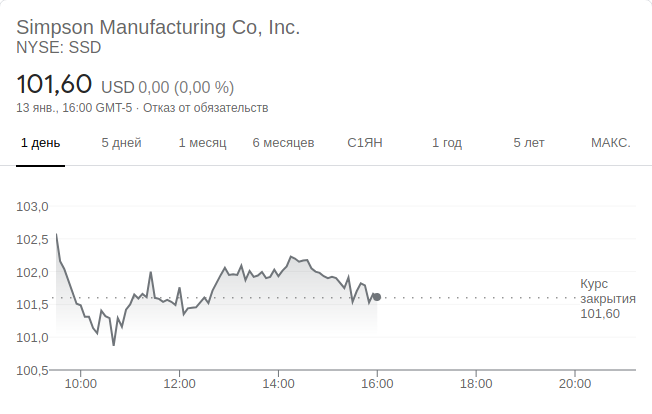 Simpson Manufacturing Co, Inc.
NYSE: SSD
101,60 USD 0,00 (0,00 %)
13 янв., 16:00 GMT-5 · Отказ от обязательств
1 день 5 дней 1 месяц 6 месяцев С1ЯН 1 год 5 лет МАКС.
103,0
102,5
102,0
101,5
101,0
100,5
Курс
закрытия
101,60
10:00 12:00 14:00 16:00 18:00 20:00